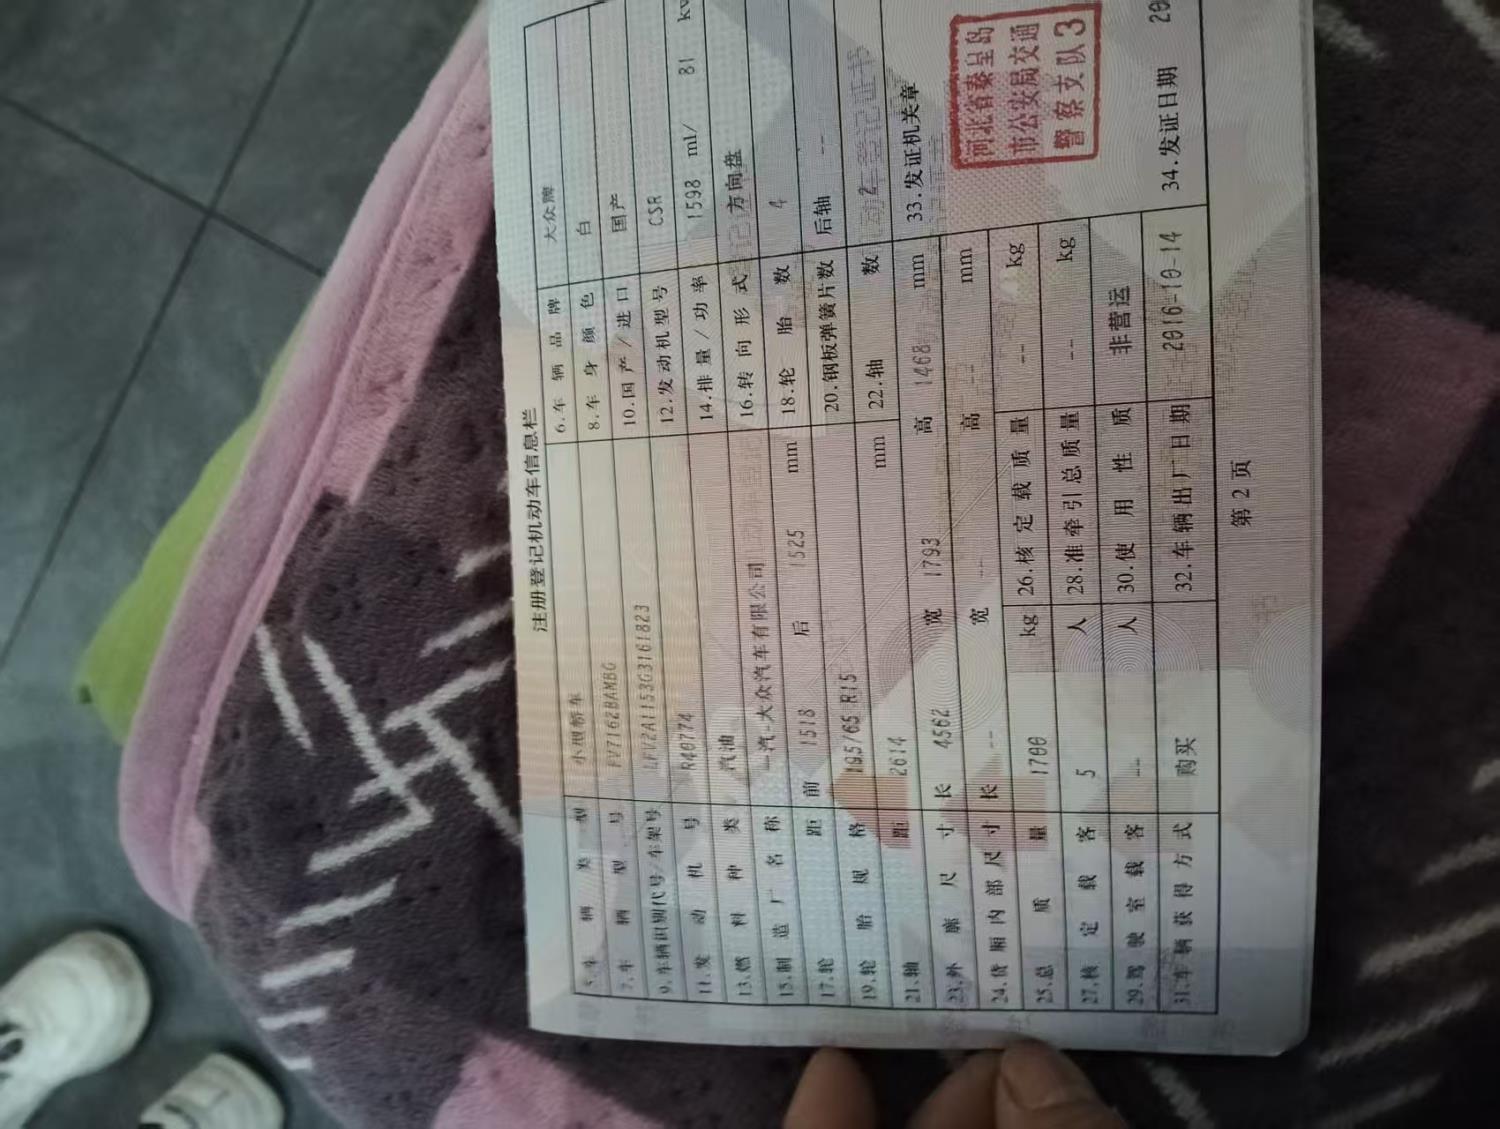 注册登记机动车信息栏
5.车辆类型 小型轿车 6.车辆品牌 大众牌
7.车辆型号 FV7162BAMBG 8.车身颜色 白
9.车辆识别代号/车架号 LFV2A1153G3161823 10.国产/进口 国产
11.发动机号 R40774 12.发动机型号 CSR
13.燃料种类 汽油 14.排量/功率 1598 ml/ 81 kw
15.制造厂名称 一汽-大众汽车有限公司 16.转向形式 方向盘
17.轮距 前 1518 后 1525 mm 18.轮胎数 4
19.轮胎规格 195/65 R15 20.钢板弹簧片数 后轴 --
21.轴距 2614 mm 22.轴数 2
23.外廓尺寸 长 4562 宽 1793 高 1468 mm
24.货厢内部尺寸 长 -- 宽 -- 高 -- mm
25.总质量 1700 kg 26.核定载质量 -- kg
27.核定载客 5 人 28.准牵引总质量 -- kg
29.驾驶室载客 -- 人 30.使用性质 非营运
31.车辆获得方式 购买 32.车辆出厂日期 2016-10-14
33.发证机关章
河北省秦皇岛
市公安局交通
警察支队3
34.发证日期 20
第2页